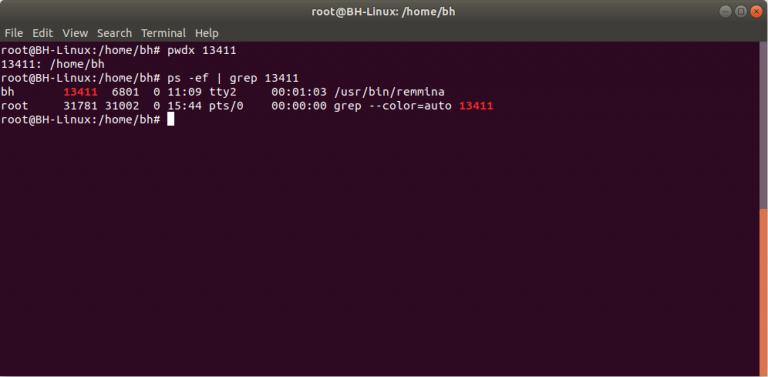 root@BH-Linux: /home/bh
File Edit View Search Terminal Help
root@BH-Linux:/home/bh# pwdx 13411
13411: /home/bh
root@BH-Linux:/home/bh# ps -ef | grep 13411
bh       13411  6801  0 11:09 tty2     00:01:03 /usr/bin/remmina
root     31781 31002  0 15:44 pts/0    00:00:00 grep --color=auto 13411
root@BH-Linux:/home/bh#